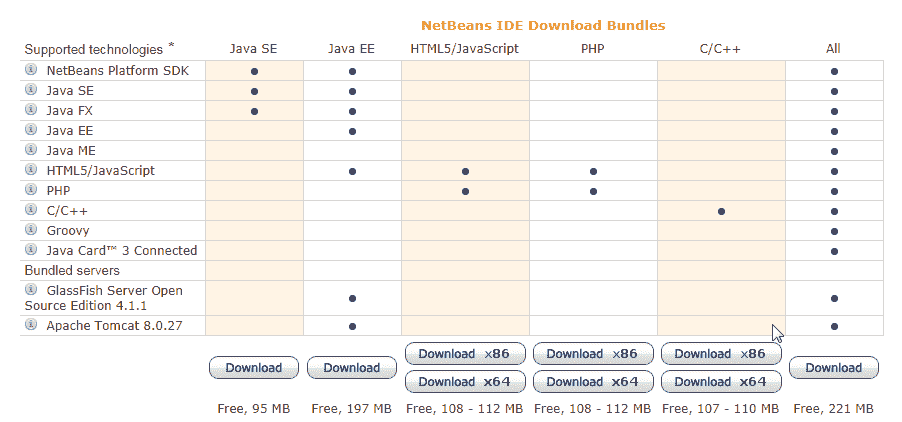 NetBeans IDE Download Bundles
Supported technologies * Java SE Java EE HTML5/JavaScript PHP C/C++ All
NetBeans Platform SDK • • •
Java SE • • •
Java FX • • •
Java EE • •
Java ME •
HTML5/JavaScript • • • •
PHP • • •
C/C++ • •
Groovy •
Java Card™ 3 Connected •
Bundled servers
GlassFish Server Open
Source Edition 4.1.1 • •
Apache Tomcat 8.0.27 • •
Download Download Download x86 Download x86 Download x86 Download
Download x64 Download x64 Download x64
Free, 95 MB Free, 197 MB Free, 108 - 112 MB Free, 108 - 112 MB Free, 107 - 110 MB Free, 221 MB